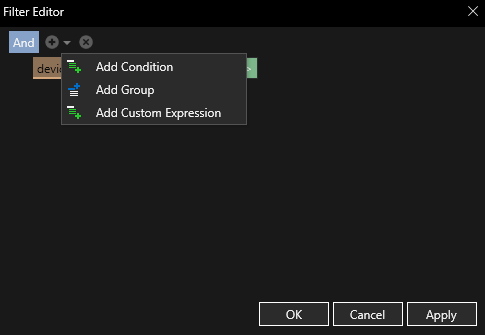 Filter Editor
And
Add Condition
Add Group
Add Custom Expression
OK Cancel Apply